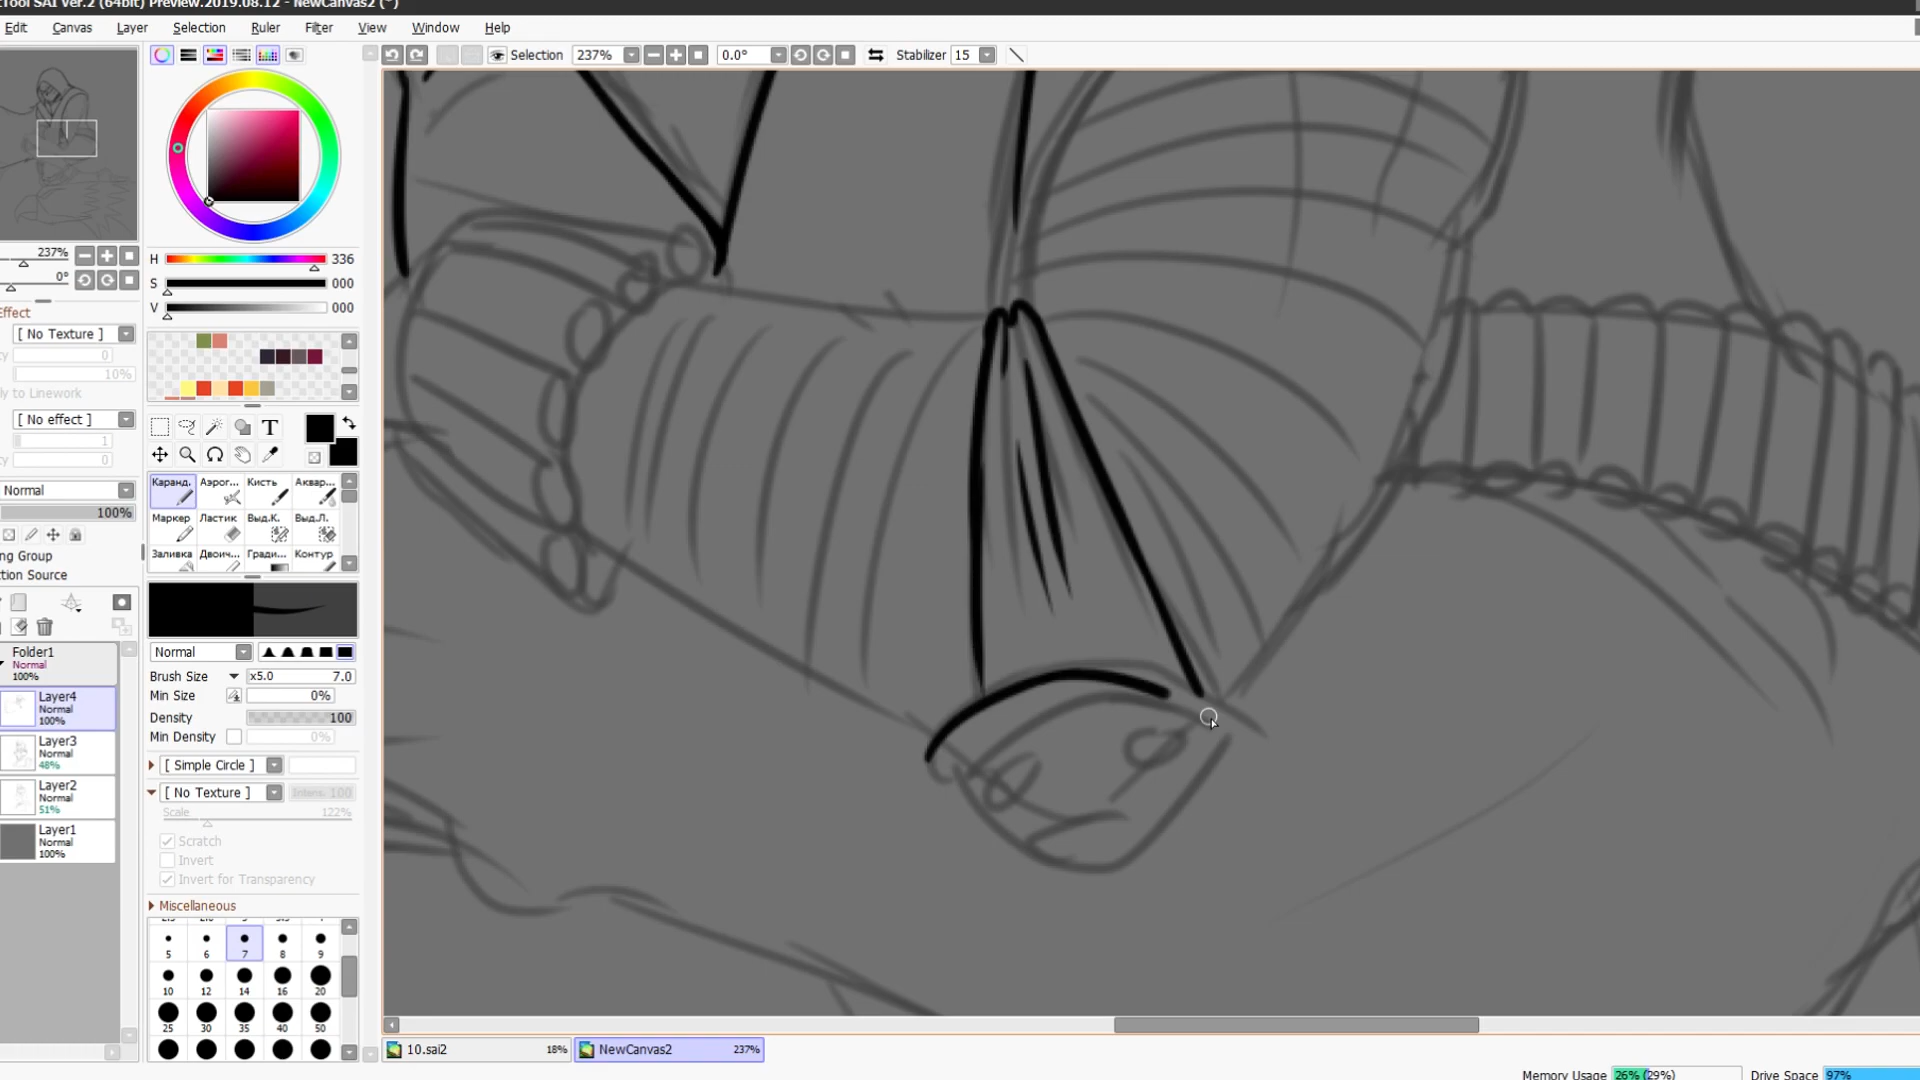 tTool SAI Ver.2 (64bit) Preview.2019.08.12 - NewCanvas2 (*)
Edit Canvas Layer Selection Ruler Filter View Window Help
Selection 237% 0.0° Stabilizer 15
237%
0°
H 336
S 000
V 000
Effect
[ No Texture ]
0
10%
ly to Linework
[ No effect ]
1
100%
Normal
100%
ng Group
ction Source
T
Каранд. Аэрог... Кисть Аквар...
Маркер Ластик Выд.К. Выд.Л.
Заливка Двоич... Гради... Контур
Folder1
Normal
100%
Layer4
Normal
100%
Layer3
Normal
48%
Layer2
Normal
51%
Layer1
Normal
100%
Normal
Brush Size x5.0 7.0
Min Size 0%
Density 100
Min Density 0%
[ Simple Circle ]
[ No Texture ] Intens. 100
Scale 122%
Scratch
Invert
Invert for Transparency
Miscellaneous
5 6 7 8 9
10 12 14 16 20
25 30 35 40 50
10.sai2 18% NewCanvas2 237%
Memory Usage 26% (29%) Drive Space 97%